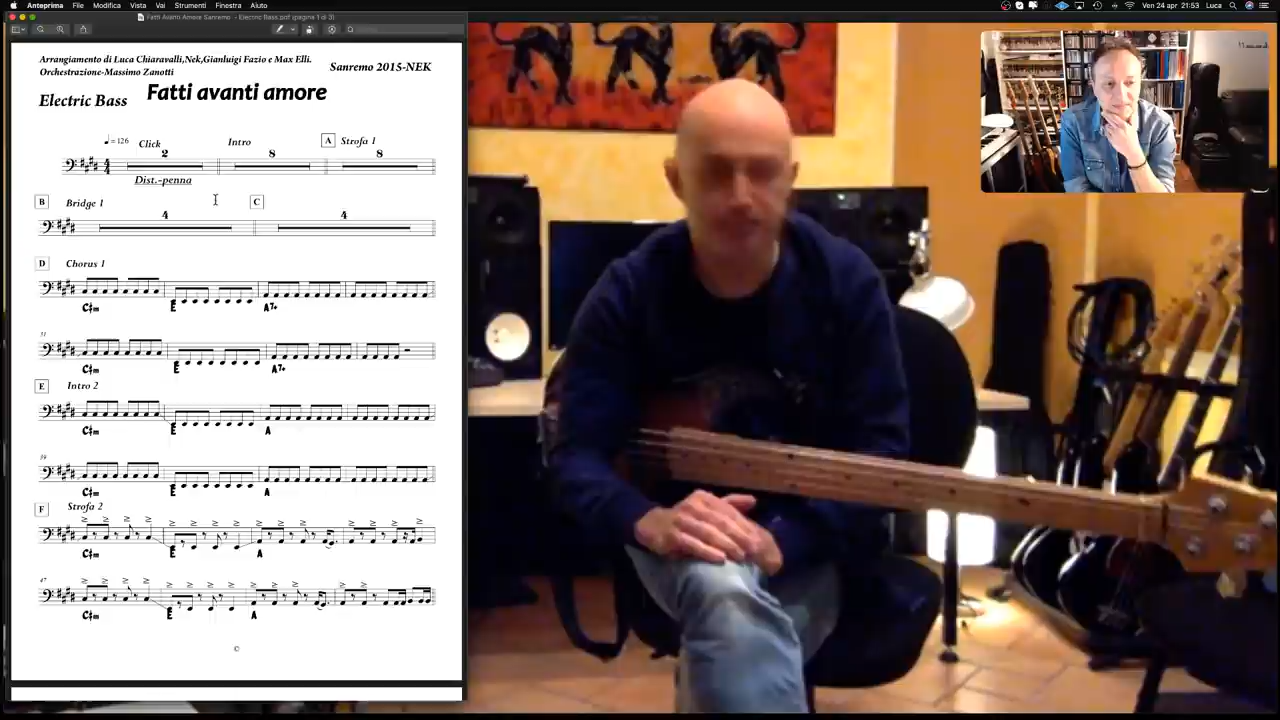 Anteprima File Modifica Vai Strumenti Finestra Aiuto
Ven 24 apr 21:53 Luca
Fatti Avanti Amore Sanremo - Electric Bass.pdf (pagina 1 di 3)
Arrangiamento di Luca Chiaravalli,Nek,Gianluigi Fazio e Max Elli.
Orchestrazione-Massimo Zanotti
Sanremo 2015-NEK
Electric Bass
Fatti avanti amore
= 126 Click Intro A Strofa 1
2 8 8
Dist.-penna
B Bridge 1 C
4 4
D Chorus 1
C#m E A7+
C#m E A7+
E Intro 2
C#m E A
39
C#m E A
F Strofa 2
C#m E A
47
C#m E A
©